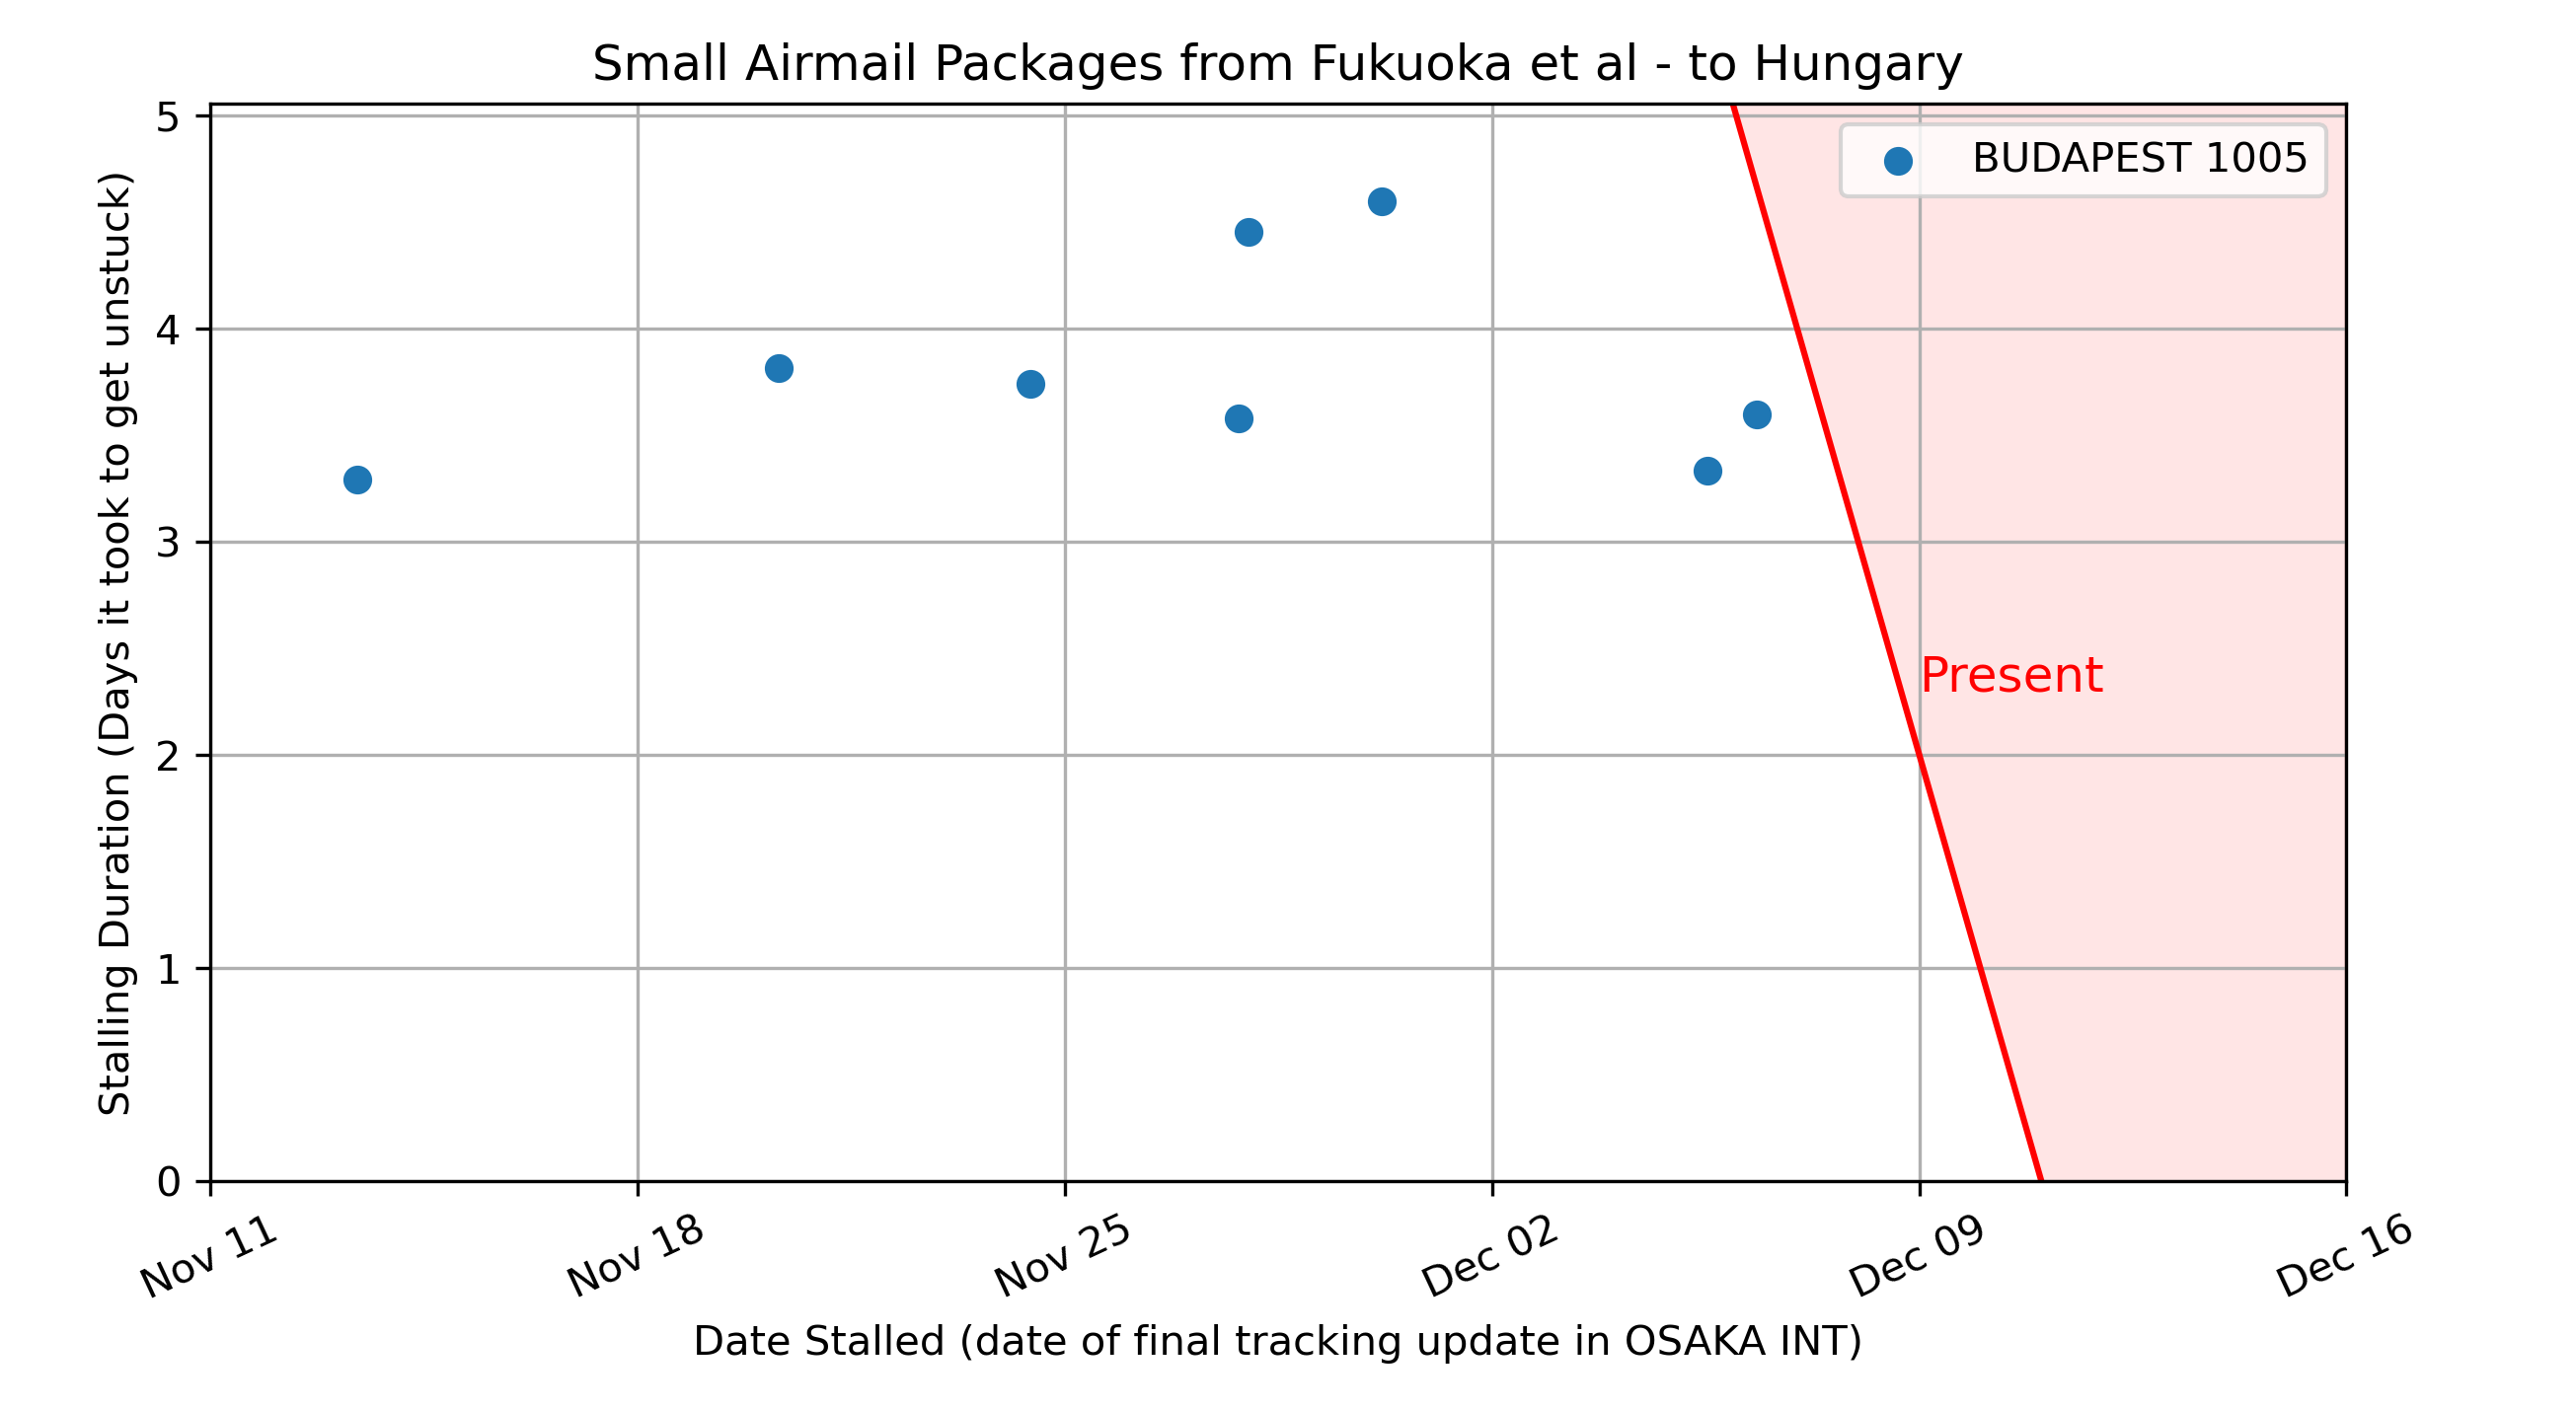 Small Airmail Packages from Fukuoka et al - to Hungary
Stalling Duration (Days it took to get unstuck)
5
4
3
2
1
0
BUDAPEST 1005
Present
Nov 11
Nov 18
Nov 25
Dec 02
Dec 09
Dec 16
Date Stalled (date of final tracking update in OSAKA INT)